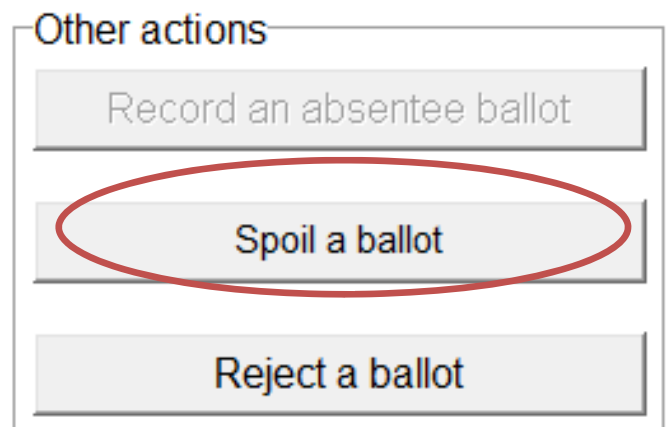 Other actions
Record an absentee ballot
Spoil a ballot
Reject a ballot